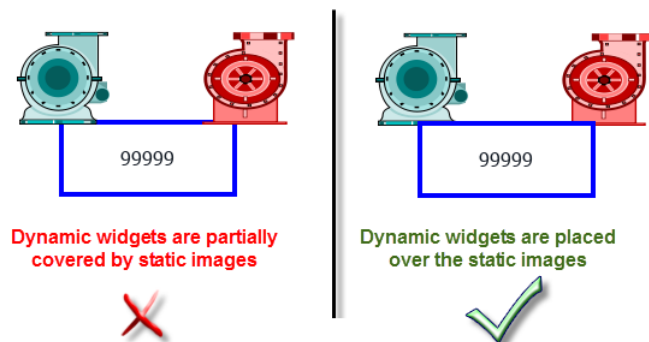 99999
Dynamic widgets are partially
covered by static images
99999
Dynamic widgets are placed
over the static images